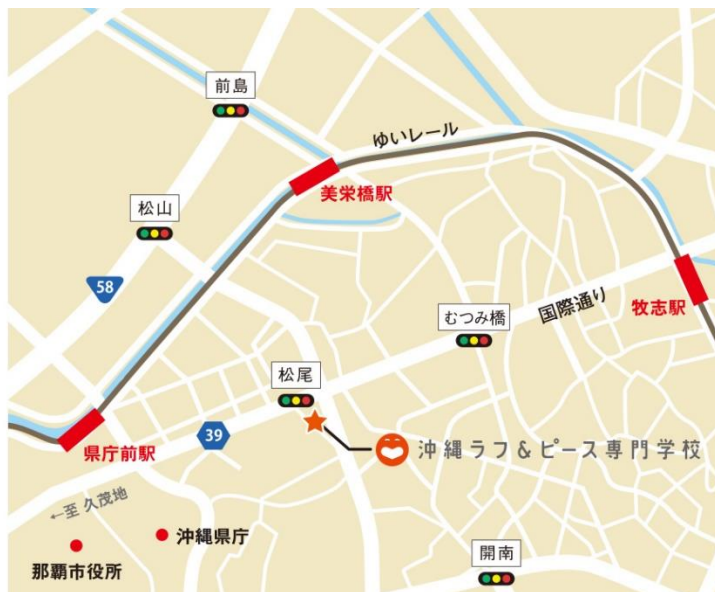 前島
ゆいレール
美栄橋駅
松山
58
むつみ橋
国際通り
牧志駅
松尾
39
県庁前駅
沖縄ラフ&ピース専門学校
←至 久茂地
沖縄県庁
那覇市役所
開南